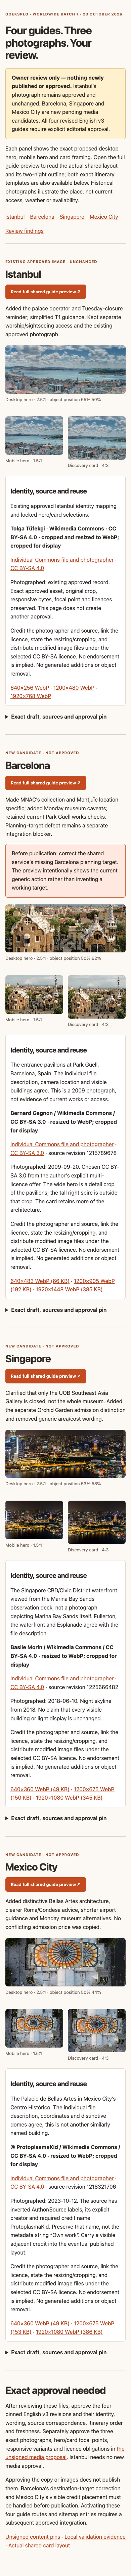 GOEXPLO · WORLDWIDE BATCH 1 · 23 OCTOBER 2028
Four guides. Three
photographs. Your
review.
Owner review only — nothing newly
published or approved. Istanbul's
photograph remains approved and
unchanged. Barcelona, Singapore and
Mexico City are new pending media
candidates. All four revised English v3
guides require explicit editorial approval.
Each panel shows the exact proposed desktop
hero, mobile hero and card framing. Open the full
guide preview to read the actual localized content
and its two-night outline; source bodies and literal
itinerary templates are also available below. Historical
photographs illustrate the place, not current
museum, weather or availability.
Istanbul Barcelona Singapore Mexico City
Review findings
EXISTING APPROVED IMAGE · UNCHANGED
Istanbul
Read full shared guide preview ↗
Added the palace operator and Tuesday-closure
reminder; simplified T1 guidance; made separate
worship/sightseeing access and the existing
approved photograph.
Desktop hero · 2.5:1 · object position 56% 50%
Mobile hero · 1.5:1
Discovery card · 4:3
Identity, source and reuse
Existing approved Istanbul identity mapping
and locked hero/card selections.
Tolga Tüfekçi · Wikimedia Commons · CC
BY-SA 4.0 · cropped and resized to WebP;
cropped for display
Individual Commons file and photographer ·
CC BY-SA 4.0
Photographed: existing approved record.
Exact approved asset, original crop,
responsive bytes, focal point and licences
preserved. This page does not create
another approval.
Credit the photographer and source, link the
licence, state the resizing/cropping, and
distribute modified image files under the
selected CC BY-SA licence. No endorsement
is implied. No generated additions or object
removal.
640×256 WebP · 1200×480 WebP ·
1920×768 WebP
▶ Exact draft, sources and approval pin
NEW CANDIDATE · NOT APPROVED
Barcelona
Read full shared guide preview ↗
Made MNAC's collection and Montjuïc location
specific; added Monday museum caveats;
retained current Park Güell works checks.
Planning-target defect remains a separate
integration blocker.
Before publication: correct the shared
service's missing Barcelona planning target.
The preview intentionally shows the current
generic action rather than inventing a
working target.
Desktop hero · 2.5:1 · object position 50% 62%
Mobile hero · 1.5:1
Discovery card · 4:3
Identity, source and reuse
The entrance pavilions at Park Güell,
Barcelona, Spain. The individual file
description, camera location and visible
buildings agree. This is a 2009 photograph,
not evidence of current works or access.
Bernard Gagnon / Wikimedia Commons /
CC BY-SA 3.0 · resized to WebP; cropped
for display
Individual Commons file and photographer ·
CC BY-SA 3.0 · source revision 1215789678
Photographed: 2009-09-20. Chosen CC BY-SA
3.0 from the author's explicit multi-
licence offer. The wide desktop is a detail
of the pavilions; the tall right spire is outside
the crop. The card retains more of the
architecture.
Credit the photographer and source, link the
licence, state the resizing/cropping, and
distribute modified image files under the
selected CC BY-SA licence. No endorsement
is implied. No generated additions or object
removal.
640×483 WebP (66 KB) · 1200×905 WebP
(192 KB) · 1920×1448 WebP (385 KB)
▶ Exact draft, sources and approval pin
NEW CANDIDATE · NOT APPROVED
Singapore
Read full shared guide preview ↗
Clarified that only the UOB Southeast Asia
Gallery is closed, not the whole museum. Added
the separate Orchid Garden admission distinction
and removed generic area/cost wording.
Desktop hero · 2.5:1 · object position 53% 58%
Mobile hero · 1.5:1
Discovery card · 4:3
Identity, source and reuse
The Singapore CBD/Civic District waterfront
viewed from the Marina Bay Sands
observation deck, not a photograph
depicting Marina Bay Sands itself. Fullerton,
the waterfront and Esplanade agree with the
file description.
Basile Morin / Wikimedia Commons / CC
BY-SA 4.0 · resized to WebP; cropped for
display
Individual Commons file and photographer ·
CC BY-SA 4.0 · source revision 1225666482
Photographed: 2018-06-10. Night skyline
from 2018. No claim that every visible
building or light display is unchanged.
Credit the photographer and source, link the
licence, state the resizing/cropping, and
distribute modified image files under the
selected CC BY-SA licence. No endorsement
is implied. No generated additions or object
removal.
640×360 WebP (49 KB) · 1200×675 WebP
(150 KB) · 1920×1080 WebP (345 KB)
▶ Exact draft, sources and approval pin
NEW CANDIDATE · NOT APPROVED
Mexico City
Read full shared guide preview ↗
Added distinctive Bellas Artes architecture,
clearer Roma/Condesa advice, shorter airport
guidance and Monday museum alternatives. No
conflicting admission price was copied.
Desktop hero · 2.5:1 · object position 50% 44%
Mobile hero · 1.5:1
Discovery card · 4:3
Identity, source and reuse
The Palacio de Bellas Artes in Mexico City's
Centro Histórico. The individual file
description, coordinates and distinctive
domes agree; this is not another similarly
named building.
© ProtoplasmaKid / Wikimedia Commons /
CC BY-SA 4.0 · resized to WebP; cropped
for display
Individual Commons file and photographer ·
CC BY-SA 4.0 · source revision 1218321706
Photographed: 2023-10-12. The source has
inverted Author/Source labels; its explicit
creator and required credit name
ProtoplasmaKid. Preserve that name, not the
metadata string "Own work". Carry a visible
adjacent credit into the eventual published
layout.
Credit the photographer and source, link the
licence, state the resizing/cropping, and
distribute modified image files under the
selected CC BY-SA licence. No endorsement
is implied. No generated additions or object
removal.
640×360 WebP (49 KB) · 1200×675 WebP
(153 KB) · 1920×1080 WebP (386 KB)
▶ Exact draft, sources and approval pin
Exact approval needed
After reviewing these files, approve the four
pinned English v3 revisions by editorial identity,
wording, source correspondence, itinerary order
and freshness. Separately approve the three
exact photographs, hero/card focal points,
responsive variants and licence obligations in the
unsigned media proposal. Istanbul needs no new
media approval.
Approving the copy or images does not publish
them. Barcelona's destination target correction and
Mexico City's visible credit placement must be
tested before publication integration. Activating
these four guide routes and sitemap entries requires a
subsequent assignment.
Unsigned content pins · Local validation evidence
· Actual shared card layout